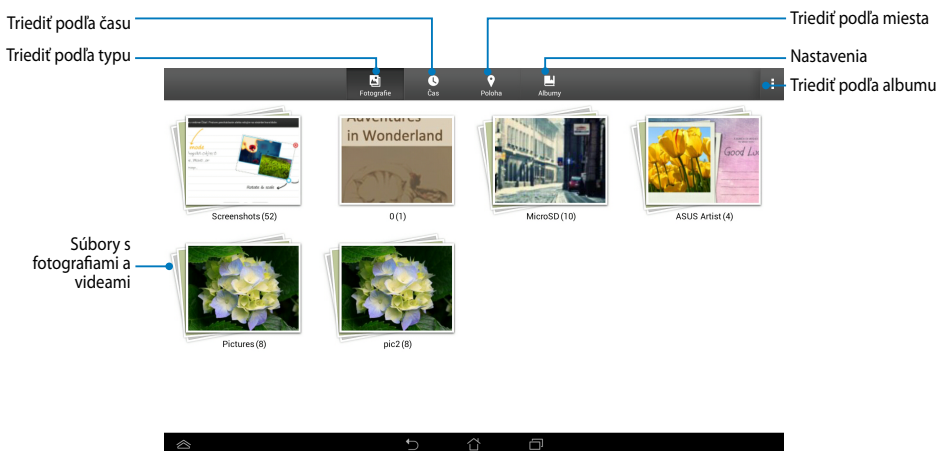 Triediť podľa času
Triediť podľa typu
Triediť podľa miesta
Nastavenia
Triediť podľa albumu
Fotografie
Čas
Poloha
Albumy
Adventures
in Wonderland
Good Lu
Screenshots (52)
0 (1)
MicroSD (10)
ASUS Artist (4)
Súbory s
fotografiami a
videami
Pictures (8)
pic2 (8)